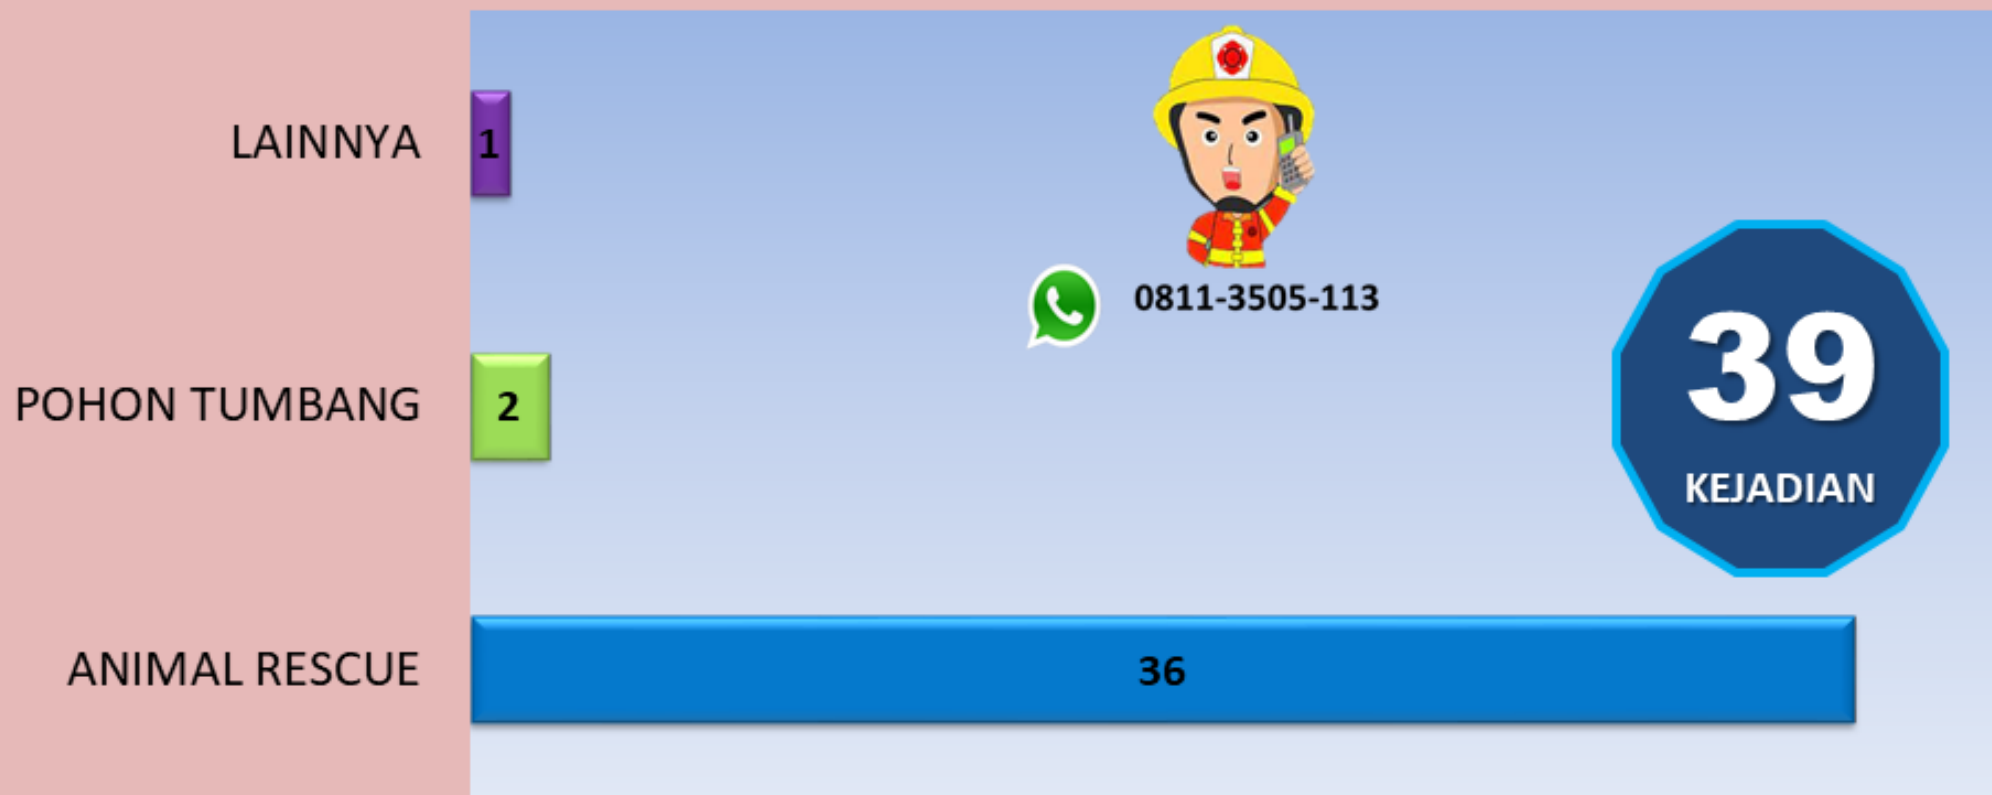 LAINNYA
1
0811-3505-113
39
KEJADIAN
POHON TUMBANG
2
ANIMAL RESCUE
36